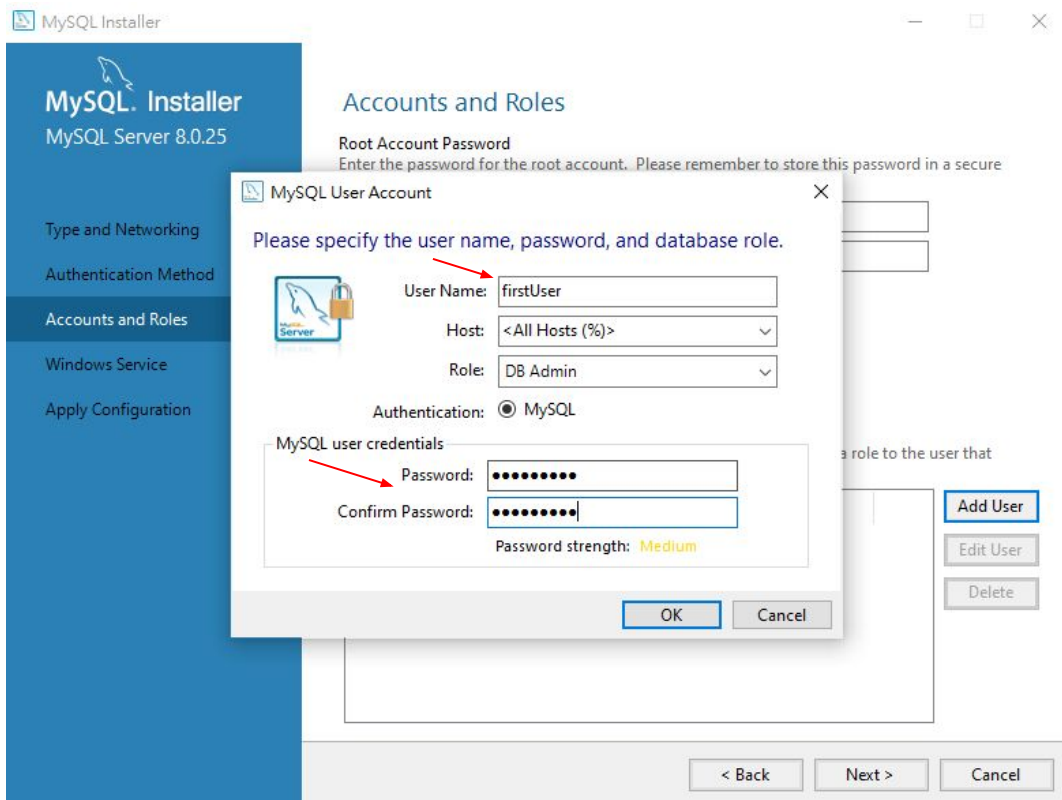 MySQL Installer
MySQL. Installer
MySQL Server 8.0.25
Type and Networking
Authentication Method
Accounts and Roles
Windows Service
Apply Configuration
Accounts and Roles
Root Account Password
Enter the password for the root account. Please remember to store this password in a secure
MySQL User Account
Please specify the user name, password, and database role.
Server
User Name: firstUser
Host: <All Hosts (%)>
Role: DB Admin
Authentication: MySQL
MySQL user credentials
Password: ●●●●●●●●●
Confirm Password: ●●●●●●●●●
Password strength: Medium
OK Cancel
a role to the user that
Add User
Edit User
Delete
< Back Next > Cancel